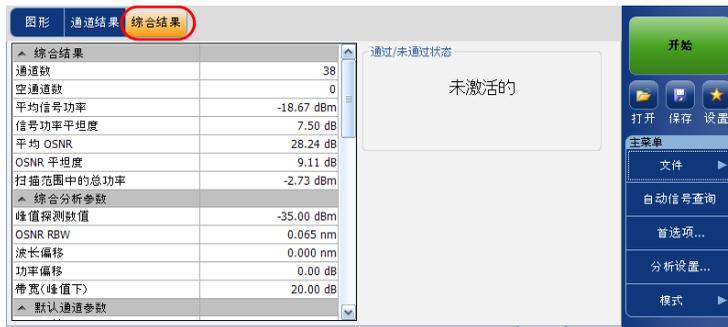 图形 通道结果 综合结果
综合结果
通道数 38
空通道数 0
平均信号功率 -18.67 dBm
信号功率平坦度 7.50 dB
平均 OSNR 28.24 dB
OSNR 平坦度 9.11 dB
扫描范围中的总功率 -2.73 dBm
综合分析参数
峰值探测数值 -35.00 dBm
OSNR RBW 0.065 nm
波长偏移 0.000 nm
功率偏移 0.00 dB
带宽(峰值下) 20.00 dB
默认通道参数
通过/未通过状态
未激活的
开始
打开 保存 设置
主菜单
文件
自动信号查询
首选项...
分析设置...
模式